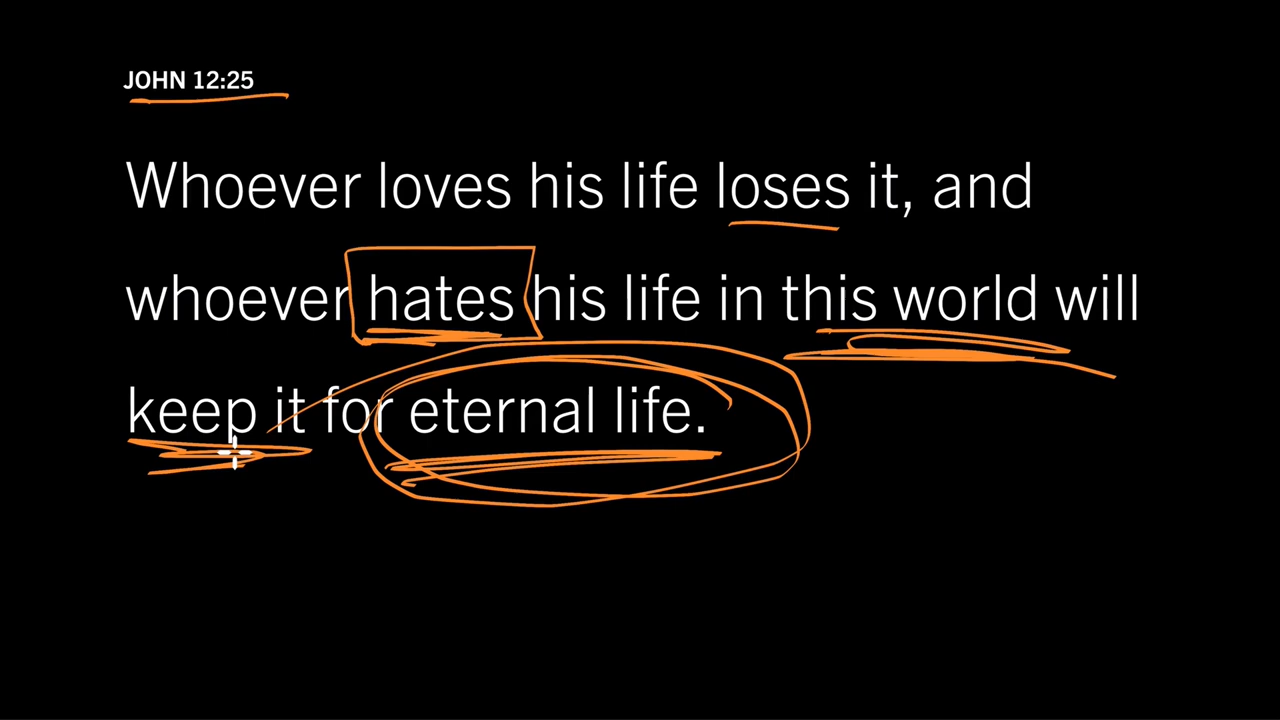 JOHN 12:25
Whoever loves his life loses it, and
whoever hates his life in this world will
keep it for eternal life.